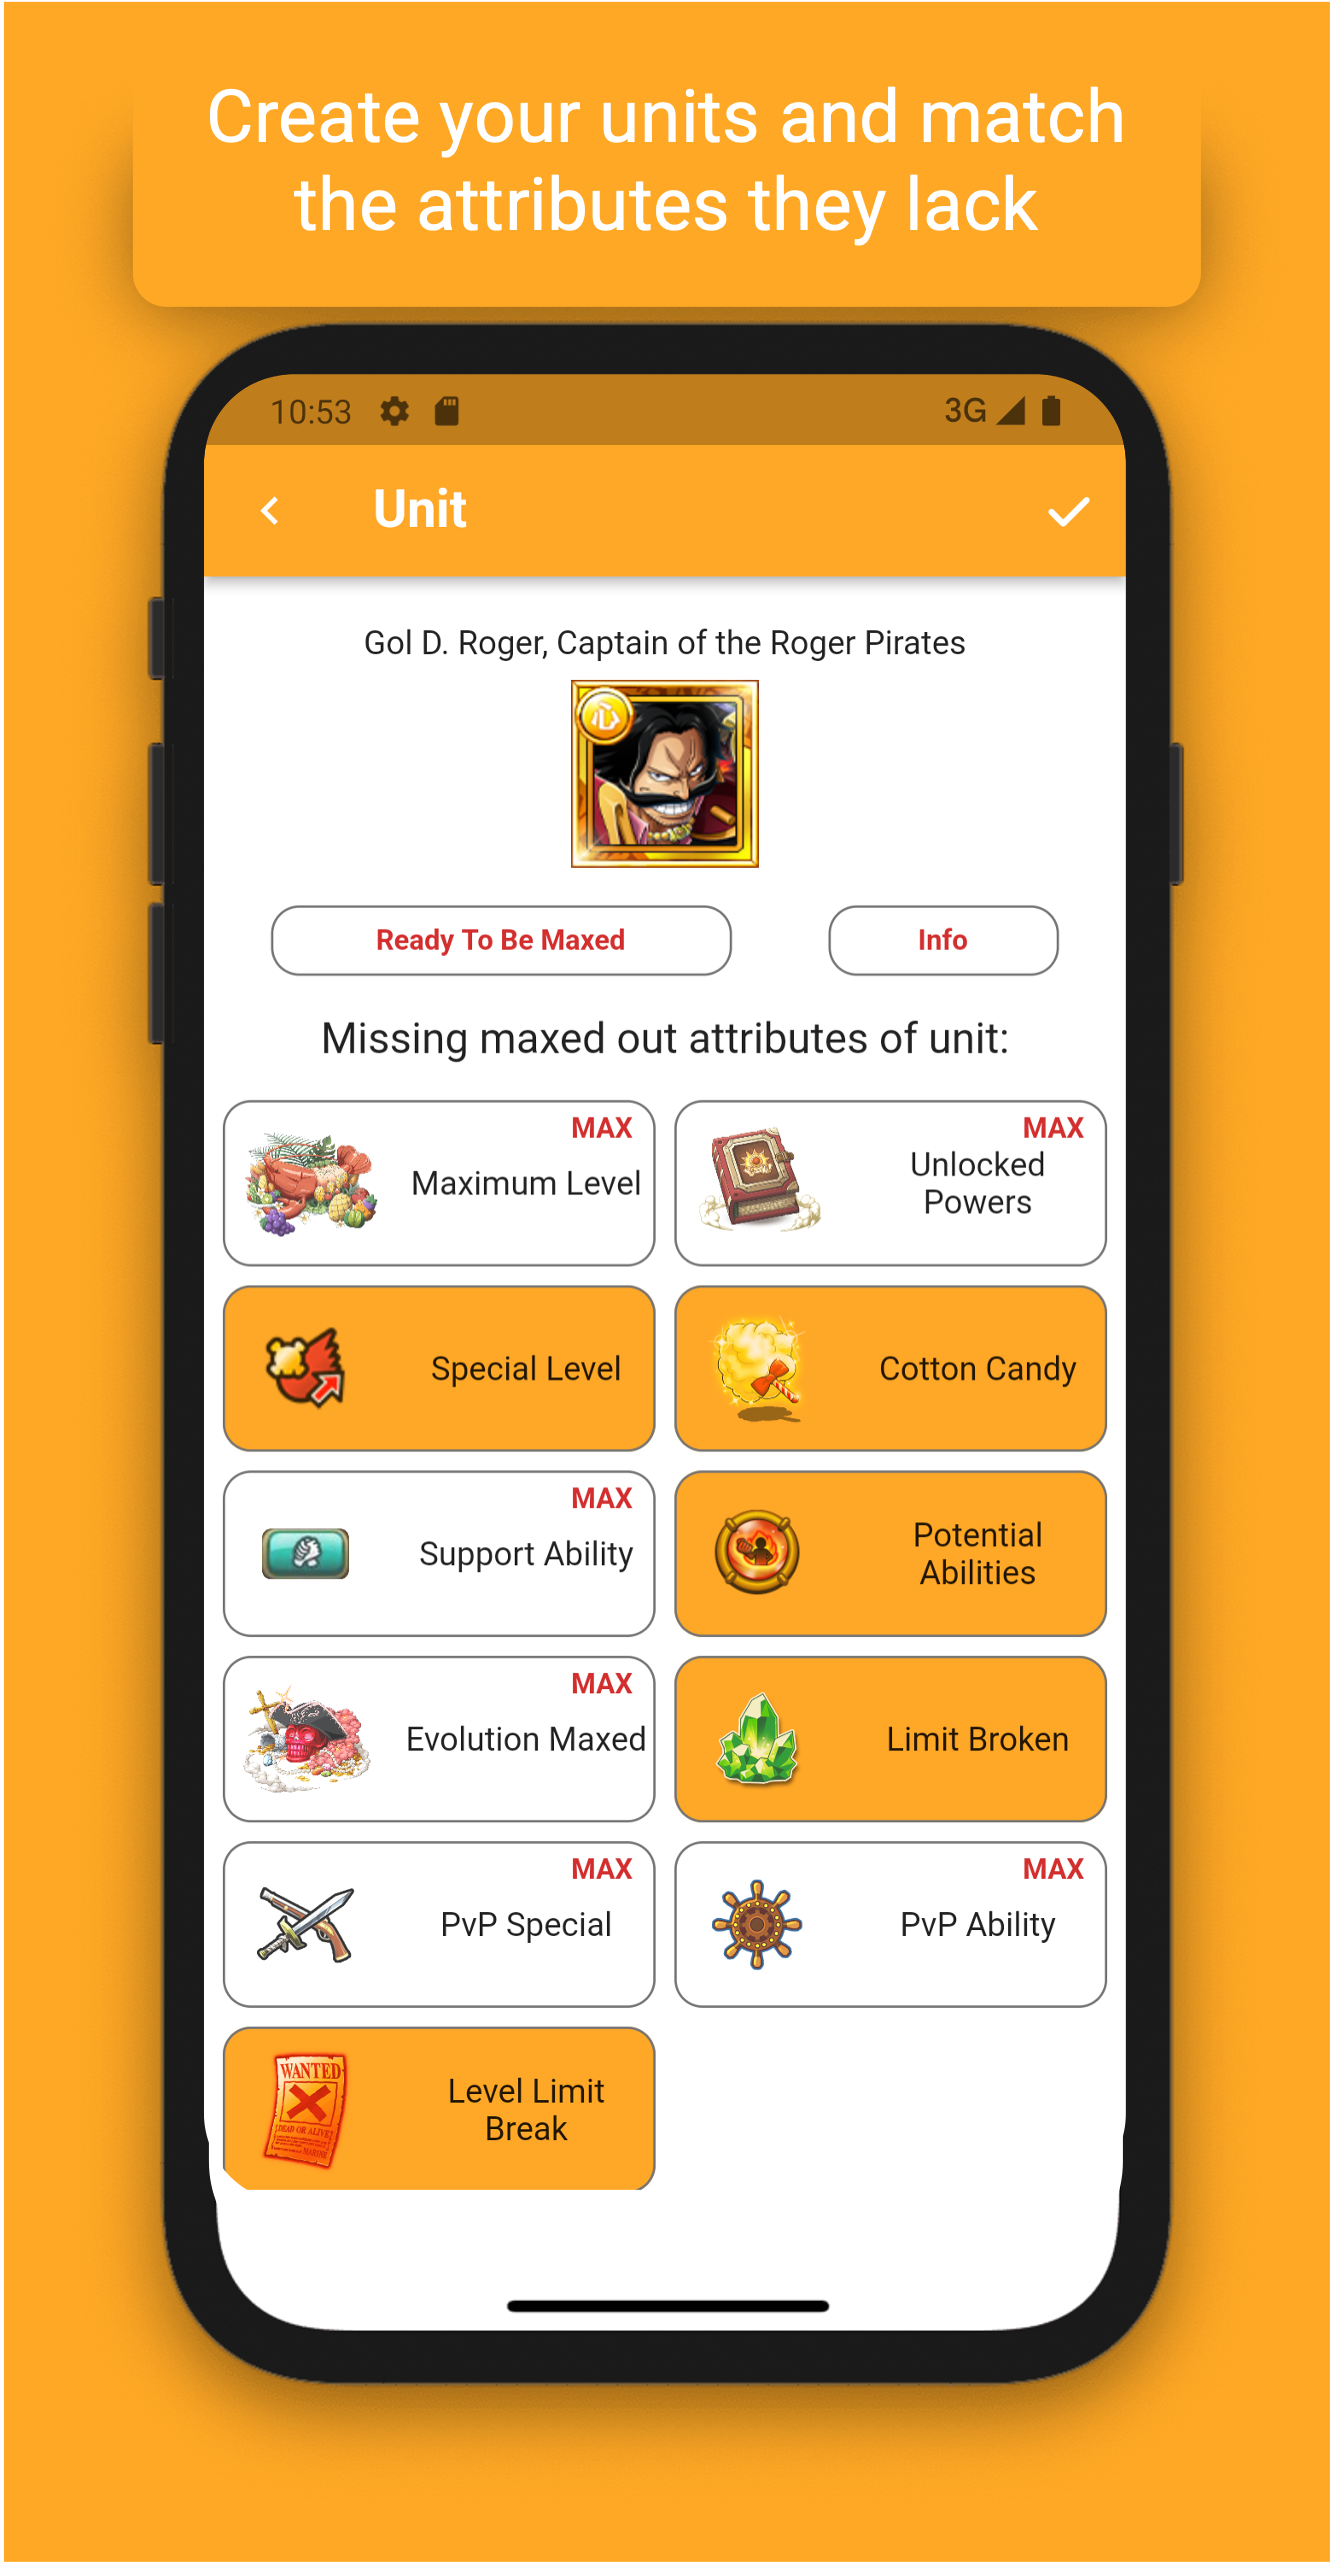 Create your units and match
the attributes they lack
10:53
3G
Unit
Gol D. Roger, Captain of the Roger Pirates
心
Ready To Be Maxed
Info
Missing maxed out attributes of unit:
MAX
Maximum Level
MAX
Unlocked
Powers
Special Level
Cotton Candy
MAX
Support Ability
Potential
Abilities
MAX
Evolution Maxed
Limit Broken
MAX
PvP Special
MAX
PvP Ability
WANTED
DEAD OR ALIVE
MARINE
Level Limit
Break